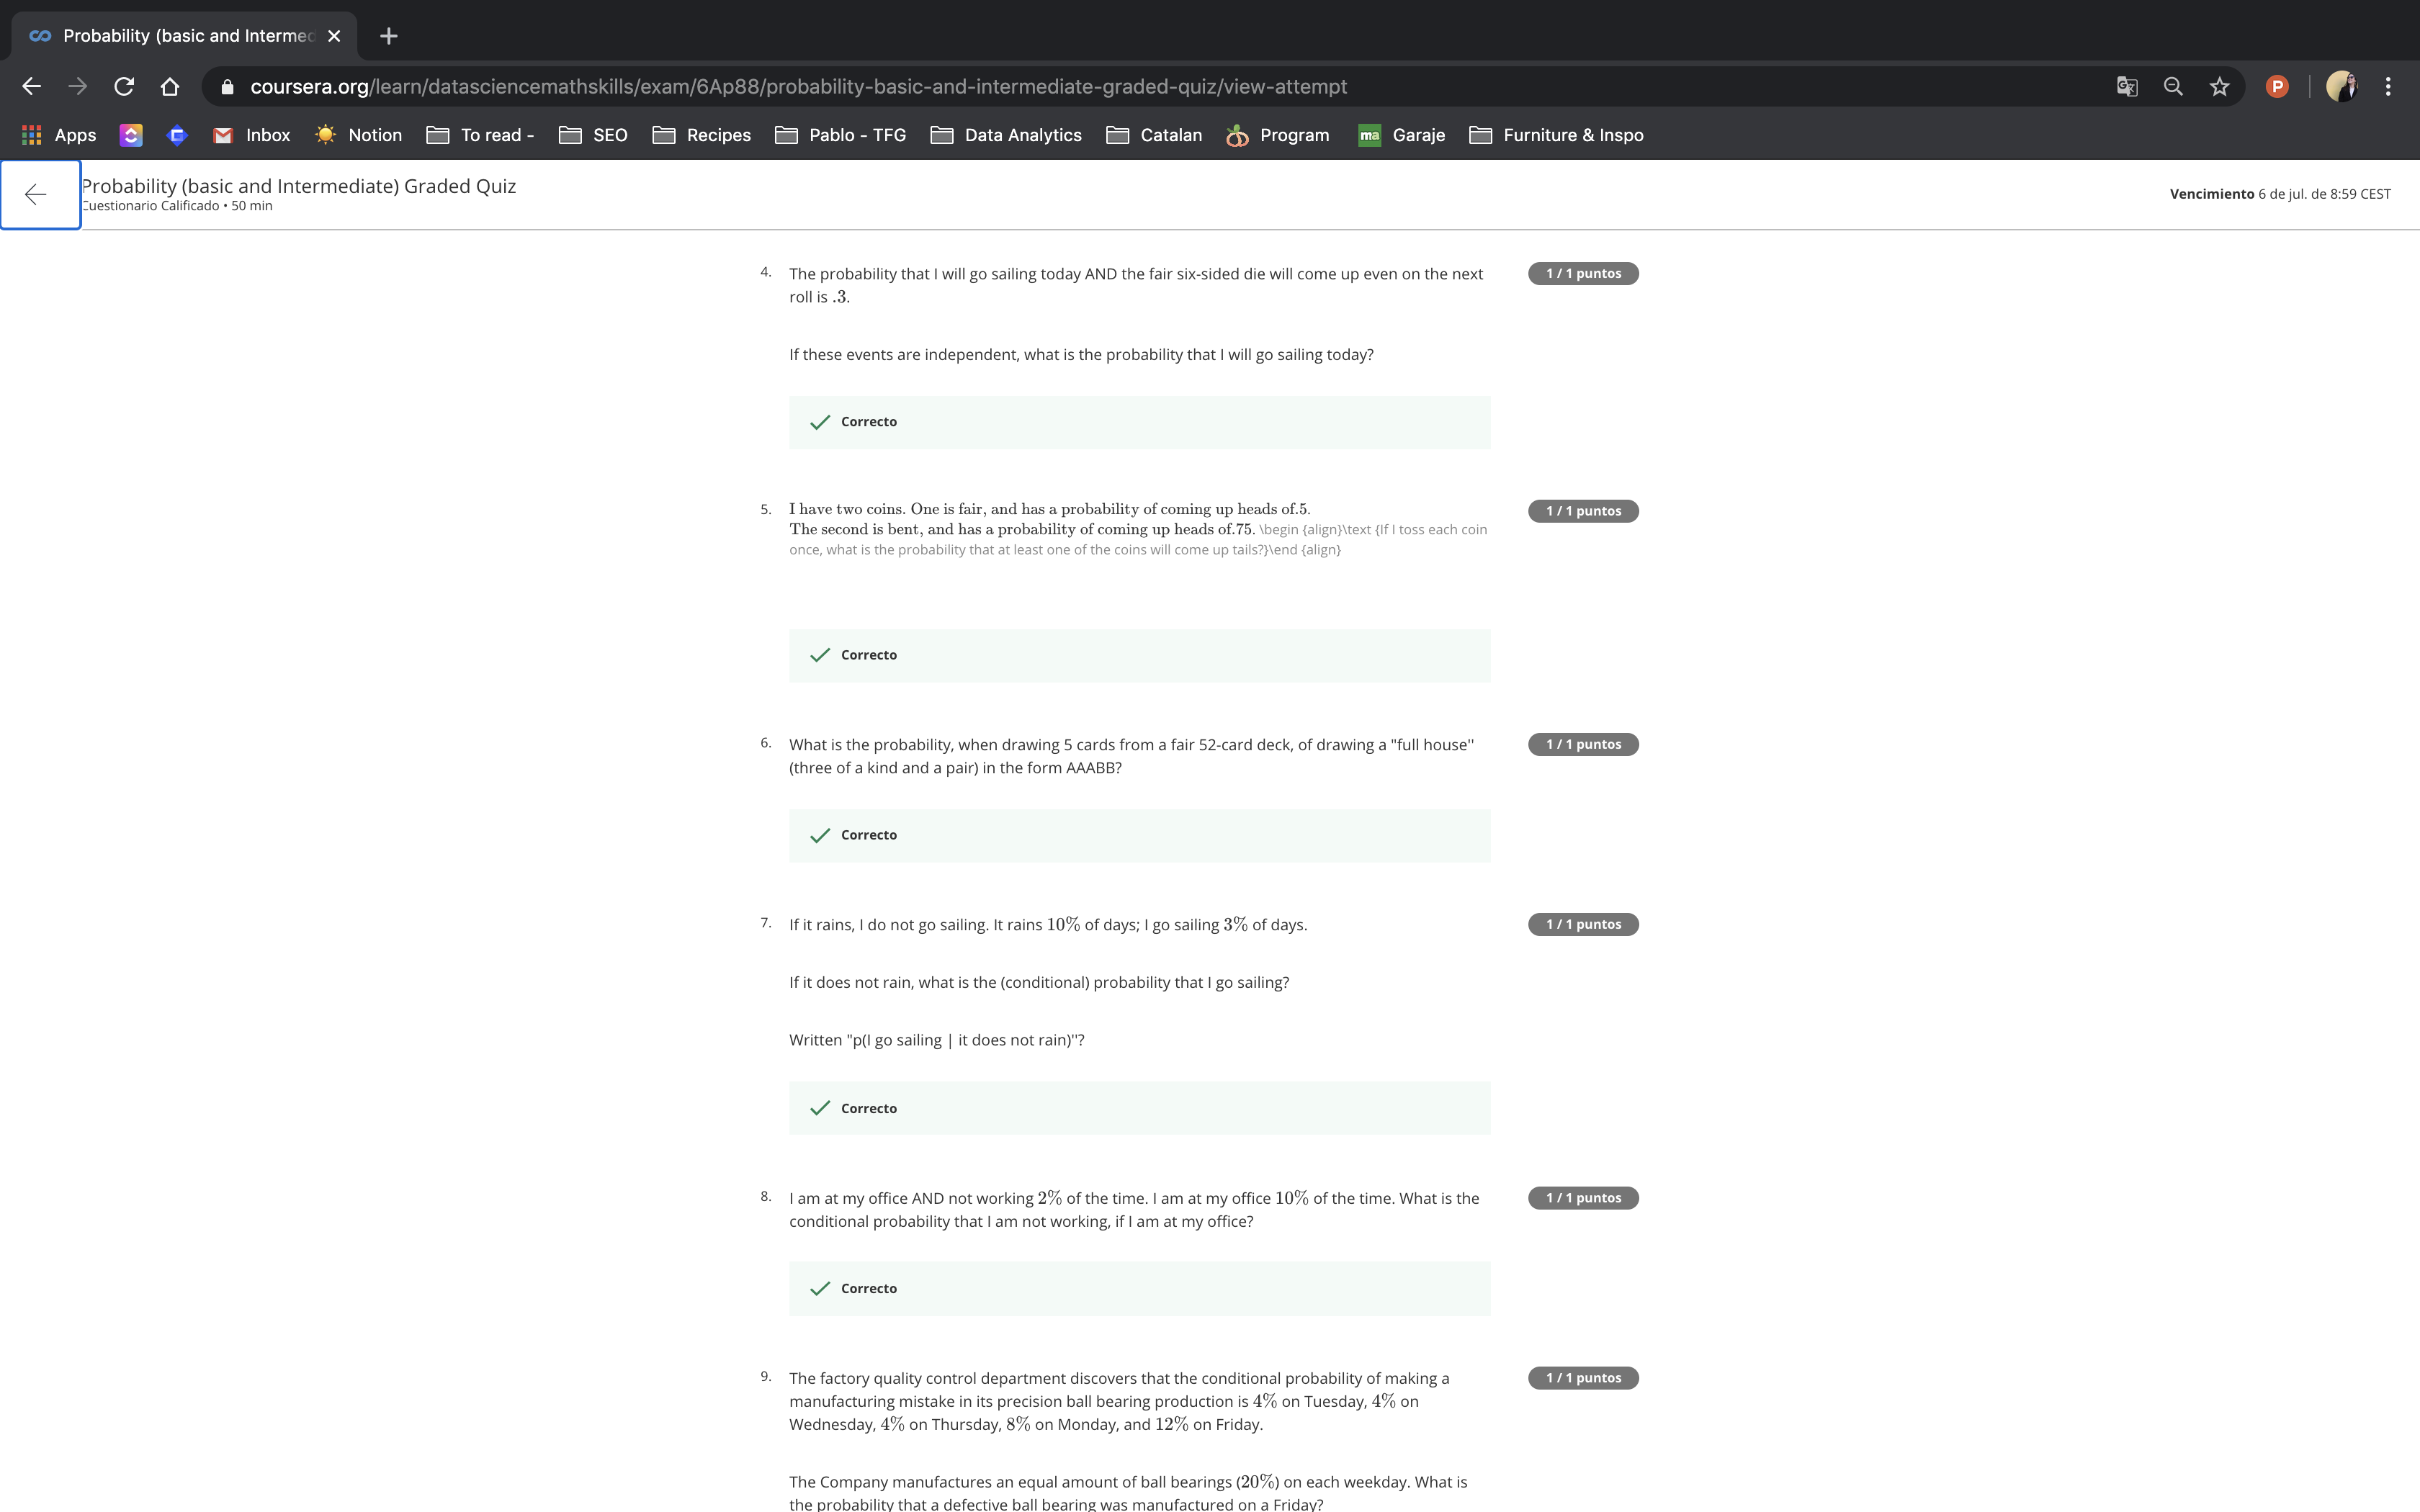 Probability (basic and Intermed
coursera.org/learn/datasciencemathskills/exam/6Ap88/probability-basic-and-intermediate-graded-quiz/view-attempt
P
Apps Inbox Notion To read - SEO Recipes Pablo - TFG Data Analytics Catalan Program ma Garaje Furniture & Inspo
Probability (basic and Intermediate) Graded Quiz
Cuestionario Calificado • 50 min
Vencimiento 6 de jul. de 8:59 CEST
4. The probability that I will go sailing today AND the fair six-sided die will come up even on the next
roll is .3.
1 / 1 puntos
If these events are independent, what is the probability that I will go sailing today?
Correcto
5. I have two coins. One is fair, and has a probability of coming up heads of.5.
1 / 1 puntos
The second is bent, and has a probability of coming up heads of.75. \begin {align}\text {If I toss each coin
once, what is the probability that at least one of the coins will come up tails?}\end {align}
Correcto
6. What is the probability, when drawing 5 cards from a fair 52-card deck, of drawing a "full house''
(three of a kind and a pair) in the form AAABB?
1 / 1 puntos
Correcto
7. If it rains, I do not go sailing. It rains 10% of days; I go sailing 3% of days.
1 / 1 puntos
If it does not rain, what is the (conditional) probability that I go sailing?
Written "p(I go sailing | it does not rain)''?
Correcto
8. I am at my office AND not working 2% of the time. I am at my office 10% of the time. What is the
conditional probability that I am not working, if I am at my office?
1 / 1 puntos
Correcto
9. The factory quality control department discovers that the conditional probability of making a
manufacturing mistake in its precision ball bearing production is 4% on Tuesday, 4% on
Wednesday, 4% on Thursday, 8% on Monday, and 12% on Friday.
1 / 1 puntos
The Company manufactures an equal amount of ball bearings (20%) on each weekday. What is
the probability that a defective ball bearing was manufactured on a Friday?